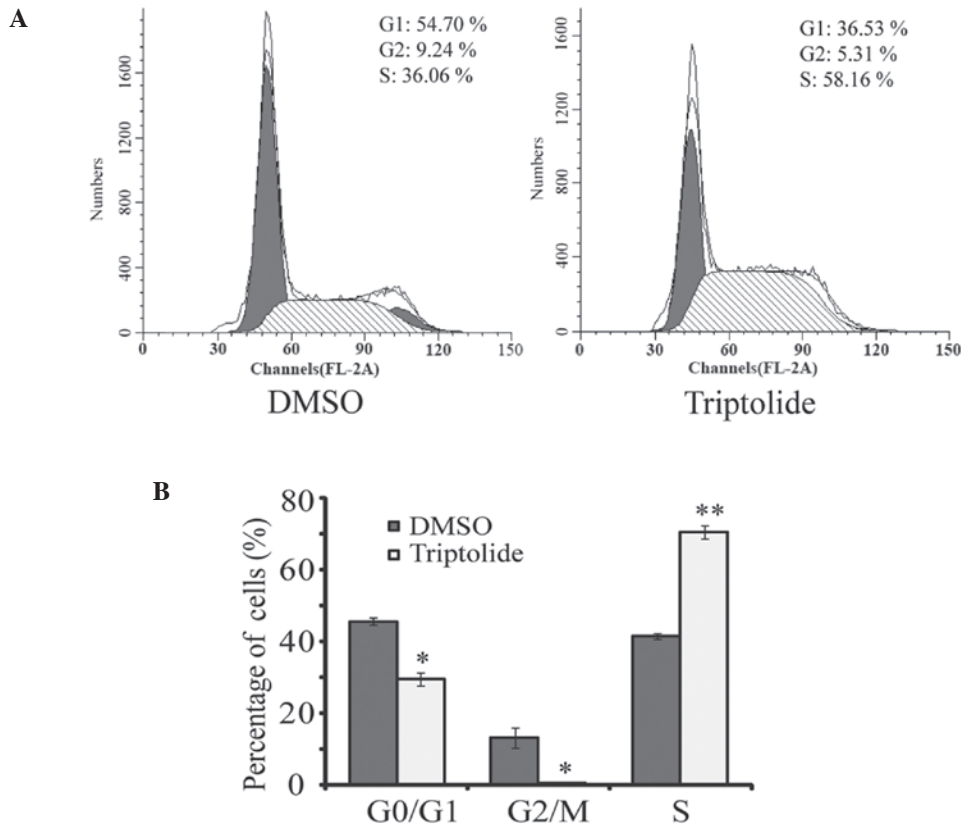 A
G1: 54.70 %
G2: 9.24 %
S: 36.06 %
Numbers
1600
1200
800
400
0
0 30 60 90 120 150
Channels(FL-2A)
DMSO
G1: 36.53 %
G2: 5.31 %
S: 58.16 %
Numbers
1600
1200
800
400
0
0 30 60 90 120 150
Channels(FL-2A)
Triptolide
B
Percentage of cells (%)
80
60
40
20
0
DMSO
Triptolide
*
*
**
G0/G1 G2/M S